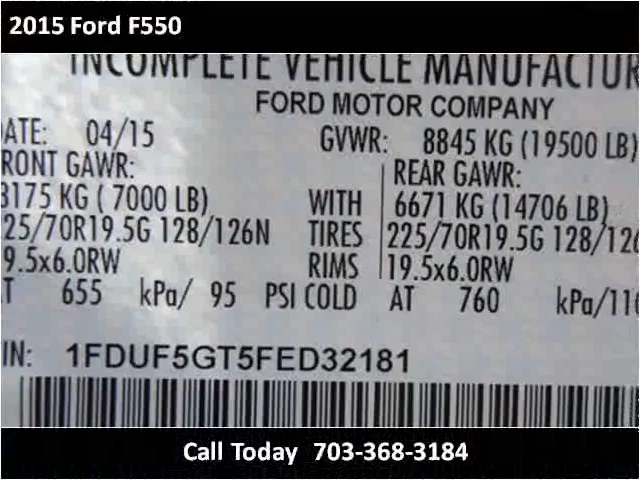 2015 Ford F550
INCOMPLETE VEHICLE MANUFACTUR
FORD MOTOR COMPANY
DATE: 04/15 GVWR: 8845 KG (19500 LB)
FRONT GAWR: REAR GAWR:
3175 KG ( 7000 LB) WITH 6671 KG (14706 LB)
225/70R19.5G 128/126N TIRES 225/70R19.5G 128/126
19.5x6.0RW RIMS 19.5x6.0RW
AT 655 kPa/ 95 PSI COLD AT 760 kPa/110
VIN: 1FDUF5GT5FED32181
Call Today 703-368-3184